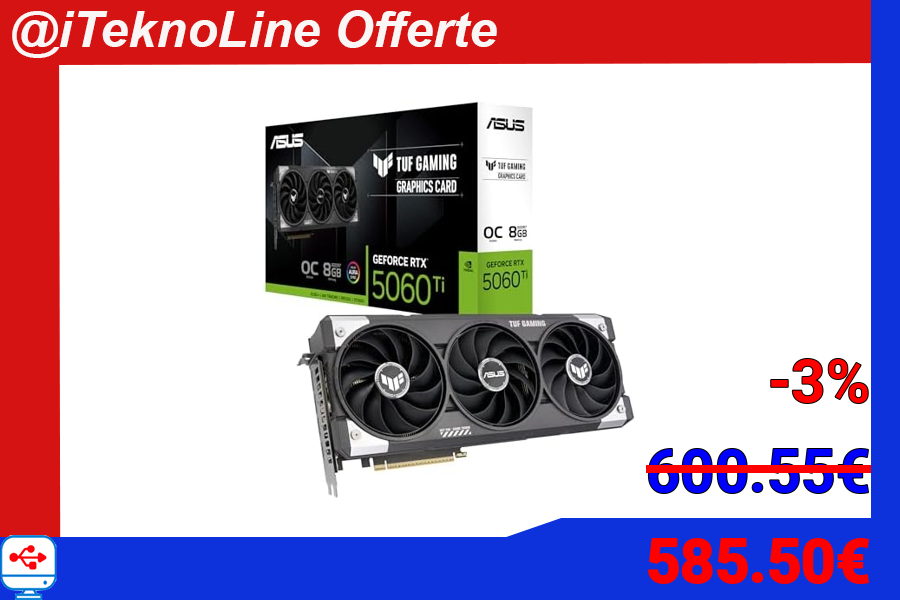 @iTeknoLine Offerte
ASUS
TUF GAMING
GRAPHICS CARD
OC 8GB
GEFORCE RTX
5060 Ti
ASUS
TUF GAMING
GRAPHICS CARD
OC 8GB
GEFORCE RTX
5060 Ti
TUF GAMING
ASUS
-3%
600.55€
585.50€